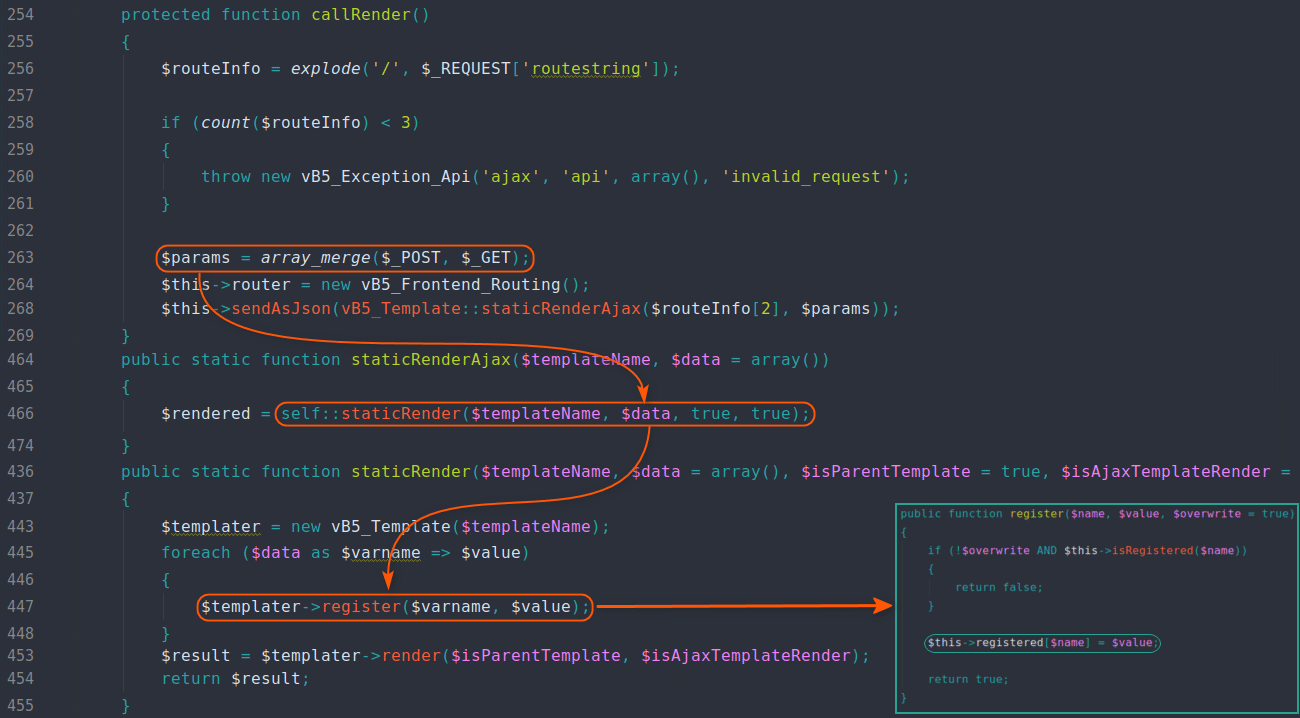 254 protected function callRender()
255 {
256 $routeInfo = explode('/', $_REQUEST['routestring']);
257
258 if (count($routeInfo) < 3)
259 {
260 throw new vB5_Exception_Api('ajax', 'api', array(), 'invalid_request');
261 }
262
263 $params = array_merge($_POST, $_GET);
264 $this->router = new vB5_Frontend_Routing();
268 $this->sendAsJson(vB5_Template::staticRenderAjax($routeInfo[2], $params));
269 }
464 public static function staticRenderAjax($templateName, $data = array())
465 {
466 $rendered = self::staticRender($templateName, $data, true, true);
474 }
436 public static function staticRender($templateName, $data = array(), $isParentTemplate = true, $isAjaxTemplateRender =
437 {
443 $templater = new vB5_Template($templateName);
445 foreach ($data as $varname => $value)
446 {
447 $templater->register($varname, $value);
448 }
453 $result = $templater->render($isParentTemplate, $isAjaxTemplateRender);
454 return $result;
455 }
public function register($name, $value, $overwrite = true)
{
if (!$overwrite AND $this->isRegistered($name))
{
return false;
}
$this->registered[$name] = $value;
return true;
}